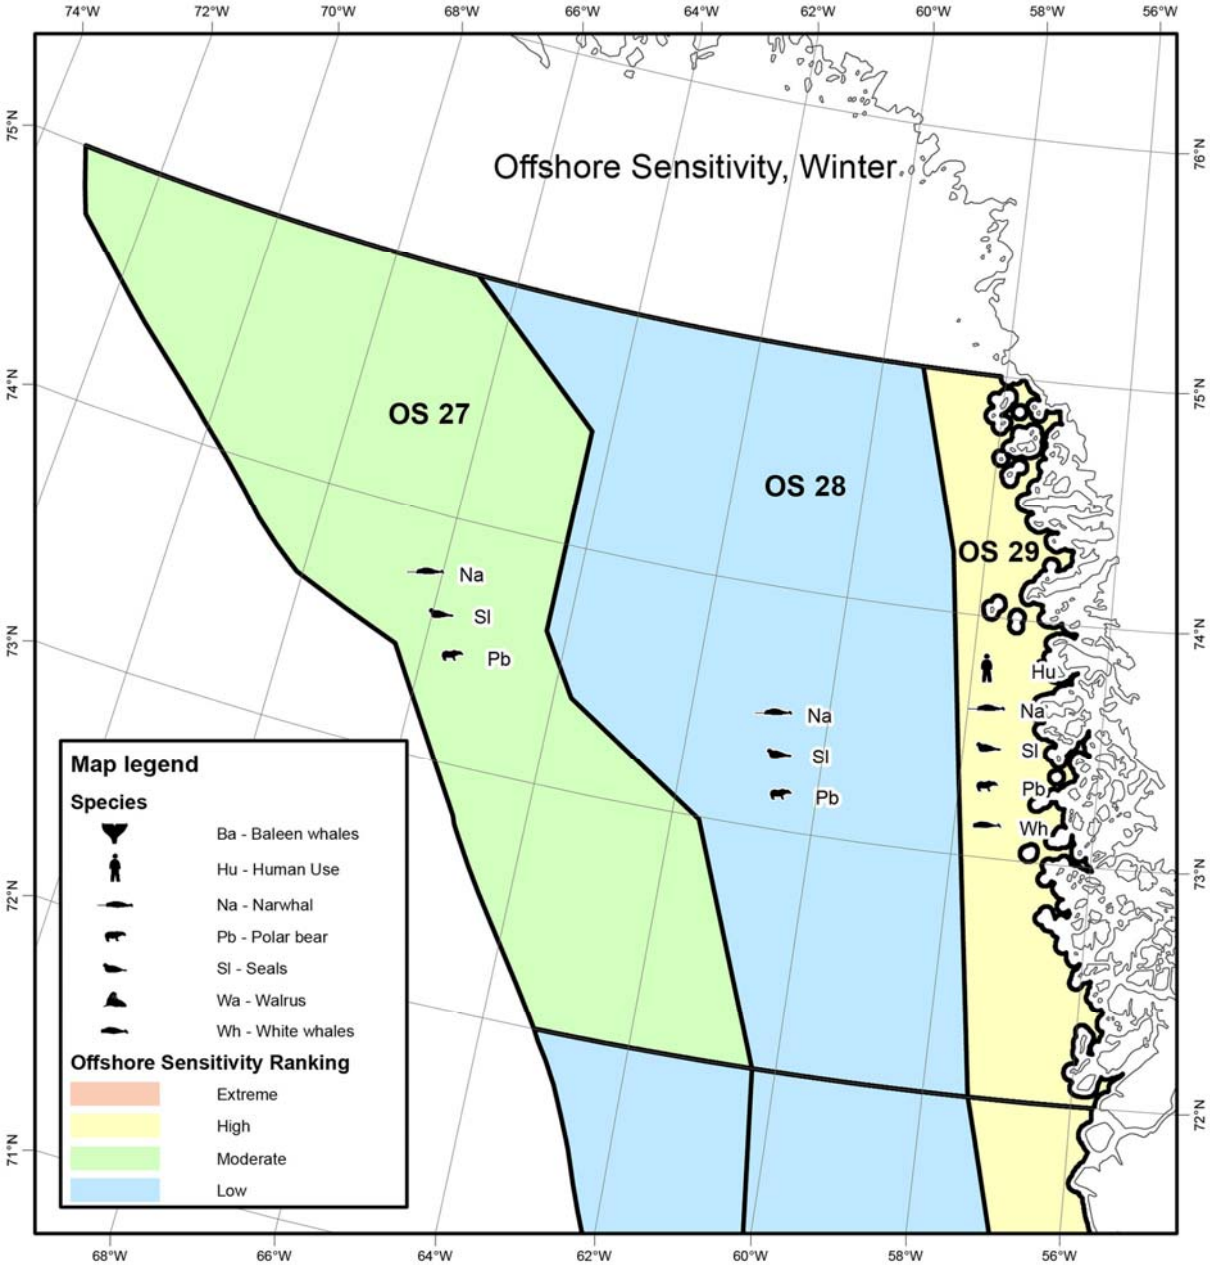 74°W 72°W 70°W 68°W 66°W 64°W 62°W 60°W 58°W 56°W
75°N
76°N
Offshore Sensitivity, Winter
74°N
75°N
OS 27
OS 28
OS 29
Na
Sl
Pb
73°N
74°N
Hu
Na
Na
Sl
Sl
Pb
Pb
Wh
Map legend
Species
Ba - Baleen whales
Hu - Human Use
Na - Narwhal
Pb - Polar bear
Sl - Seals
Wa - Walrus
Wh - White whales
Offshore Sensitivity Ranking
Extreme
High
Moderate
Low
73°N
72°N
72°N
71°N
68°W 66°W 64°W 62°W 60°W 58°W 56°W